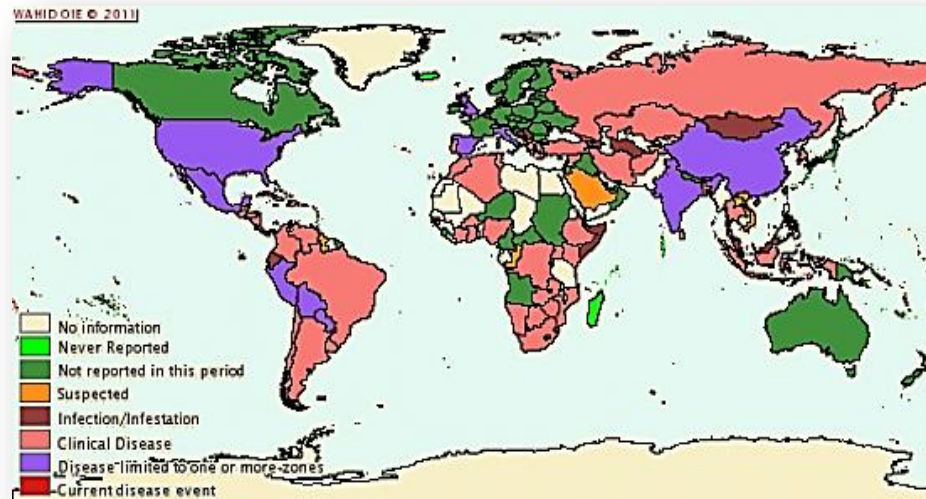 WAHID OIE © 2011
No information
Never Reported
Not reported in this period
Suspected
Infection/Infestation
Clinical Disease
Disease limited to one or more zones
Current disease event